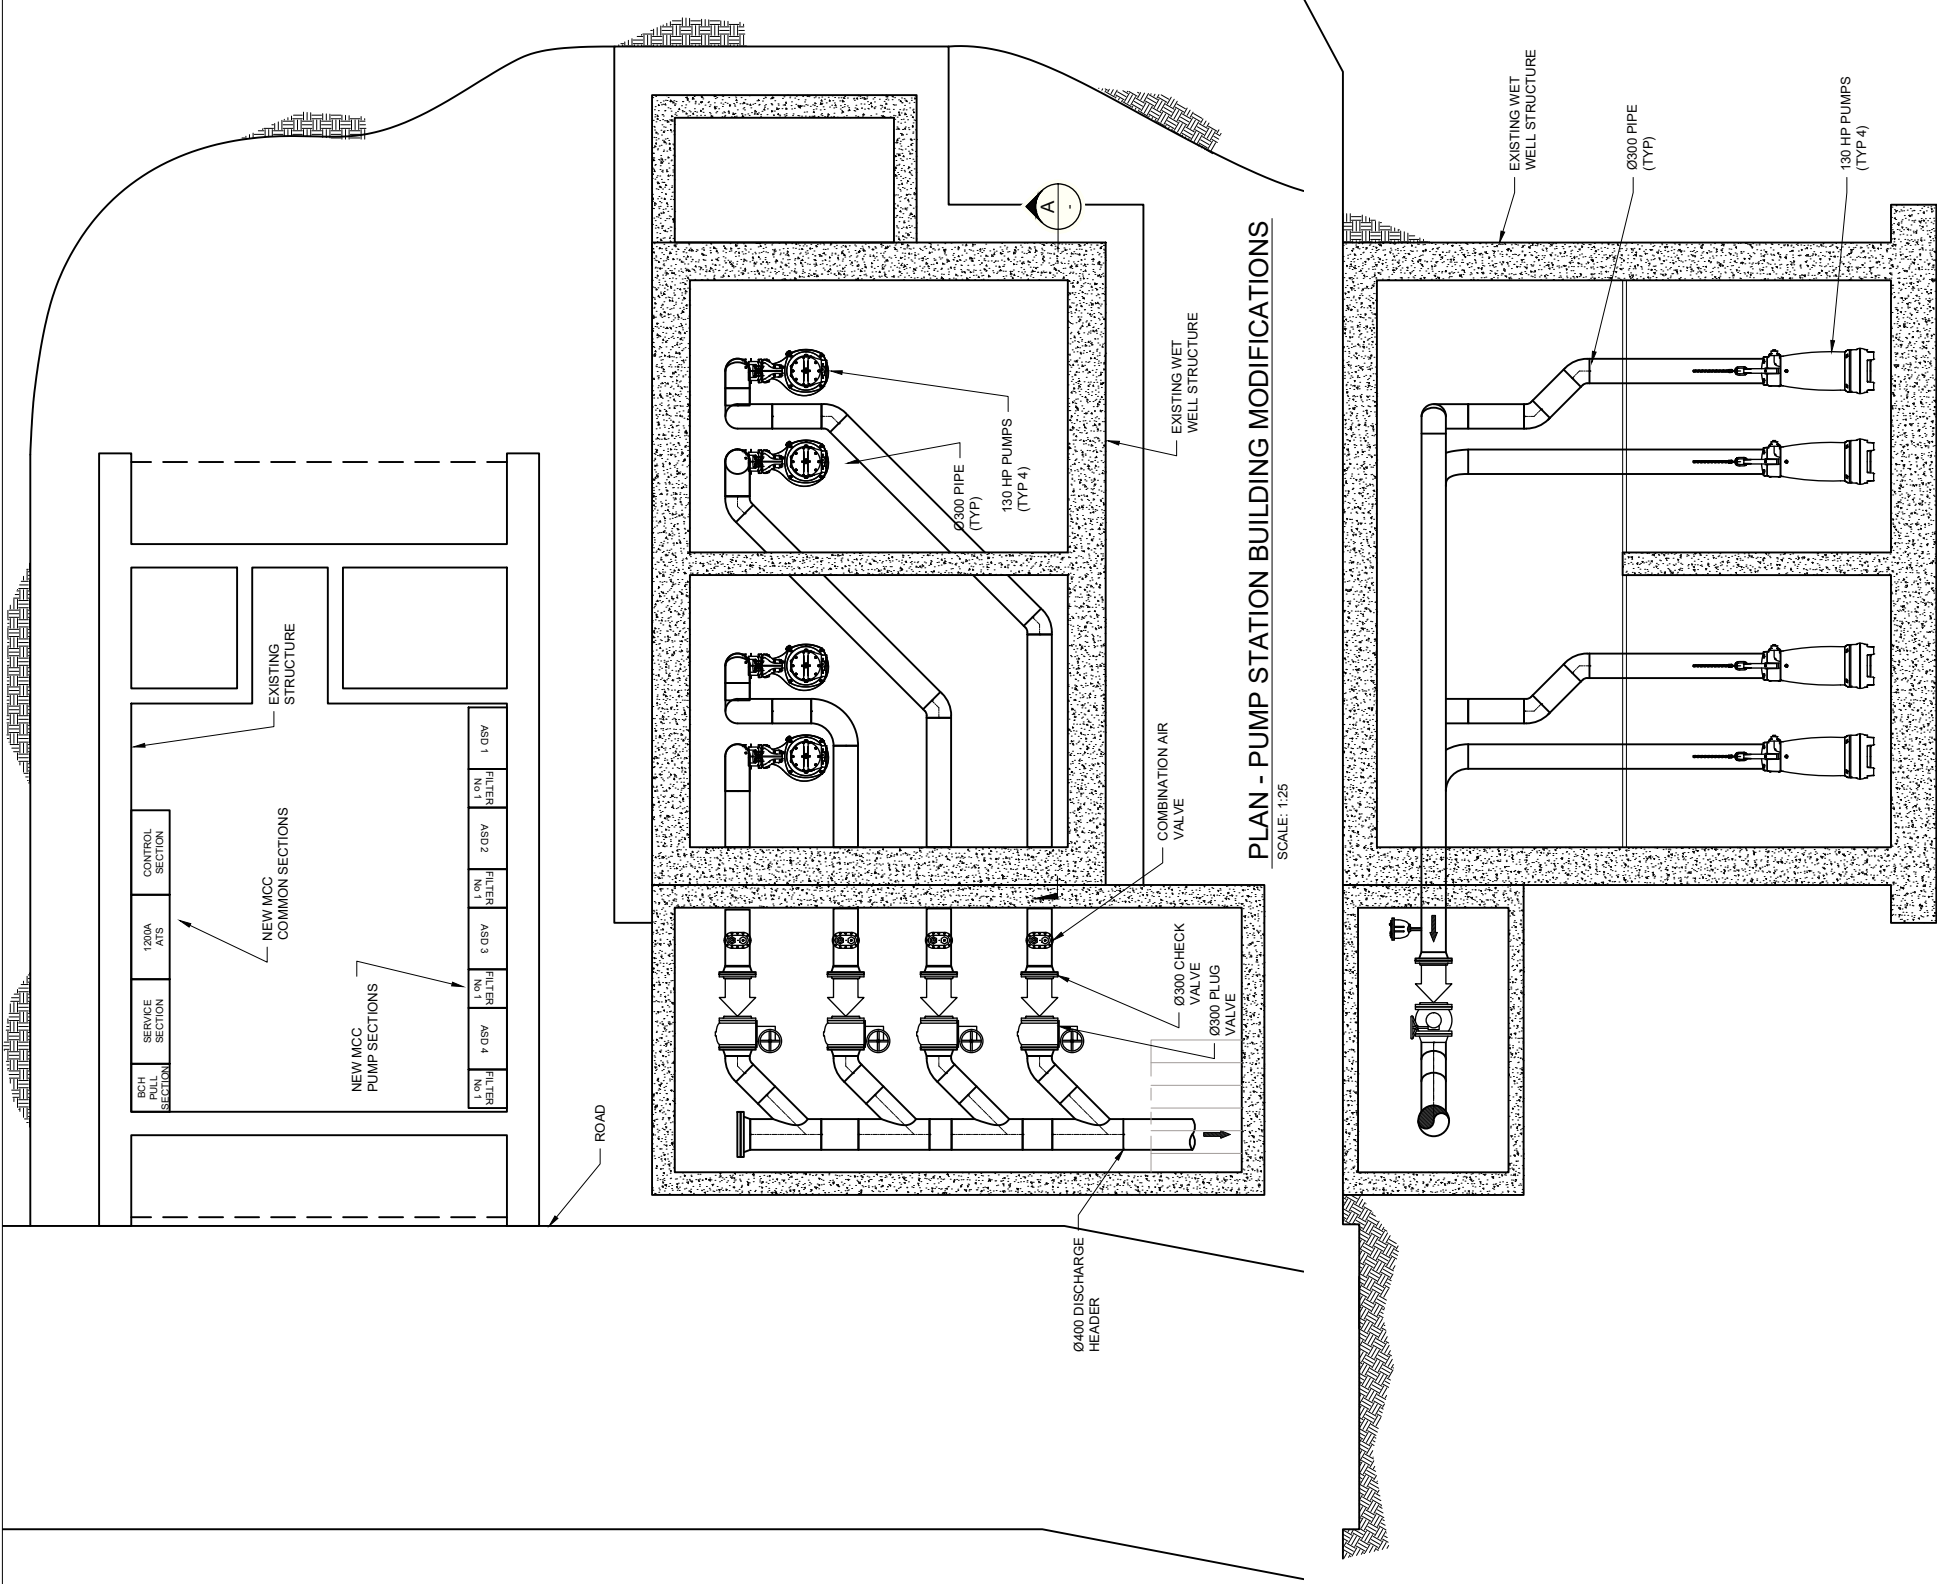 EXISTING
STRUCTURE
CONTROL
SECTION
1200A
ATS
SERVICE
SECTION
BCH
PULL
SECTION
NEW MCC
COMMON SECTIONS
NEW MCC
PUMP SECTIONS
ASD 1
FILTER
No 1
ASD 2
FILTER
No 1
ASD 3
FILTER
No 1
ASD 4
FILTER
No 1
ROAD
Ø300 PIPE
(TYP)
130 HP PUMPS
(TYP 4)
EXISTING WET
WELL STRUCTURE
A
-
COMBINATION AIR
VALVE
Ø300 CHECK
VALVE
Ø300 PLUG
VALVE
Ø400 DISCHARGE
HEADER
PLAN - PUMP STATION BUILDING MODIFICATIONS
SCALE: 1:25
EXISTING WET
WELL STRUCTURE
Ø300 PIPE
(TYP)
130 HP PUMPS
(TYP 4)